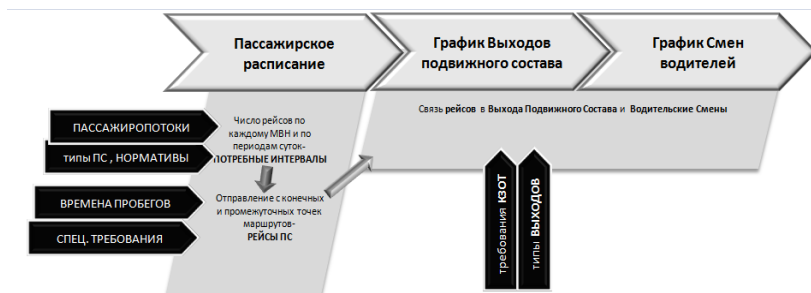 Пассажирское
расписание
График Выходов
подвижного состава
График Смен
водителей
ПАССАЖИРОПОТОКИ
типы ПС , НОРМАТИВЫ
ВРЕМЕНА ПРОБЕГОВ
СПЕЦ. ТРЕБОВАНИЯ
Число рейсов по
каждому МВН и по
периодам суток-
ПОТРЕБНЫЕ ИНТЕРВАЛЫ
Отправление с конечных
и промежуточных точек
маршрутов-
РЕЙСЫ ПС
Связь рейсов в Выхода Подвижного Состава и Водительские Смены
требования КЗОТ
типы ВЫХОДОВ